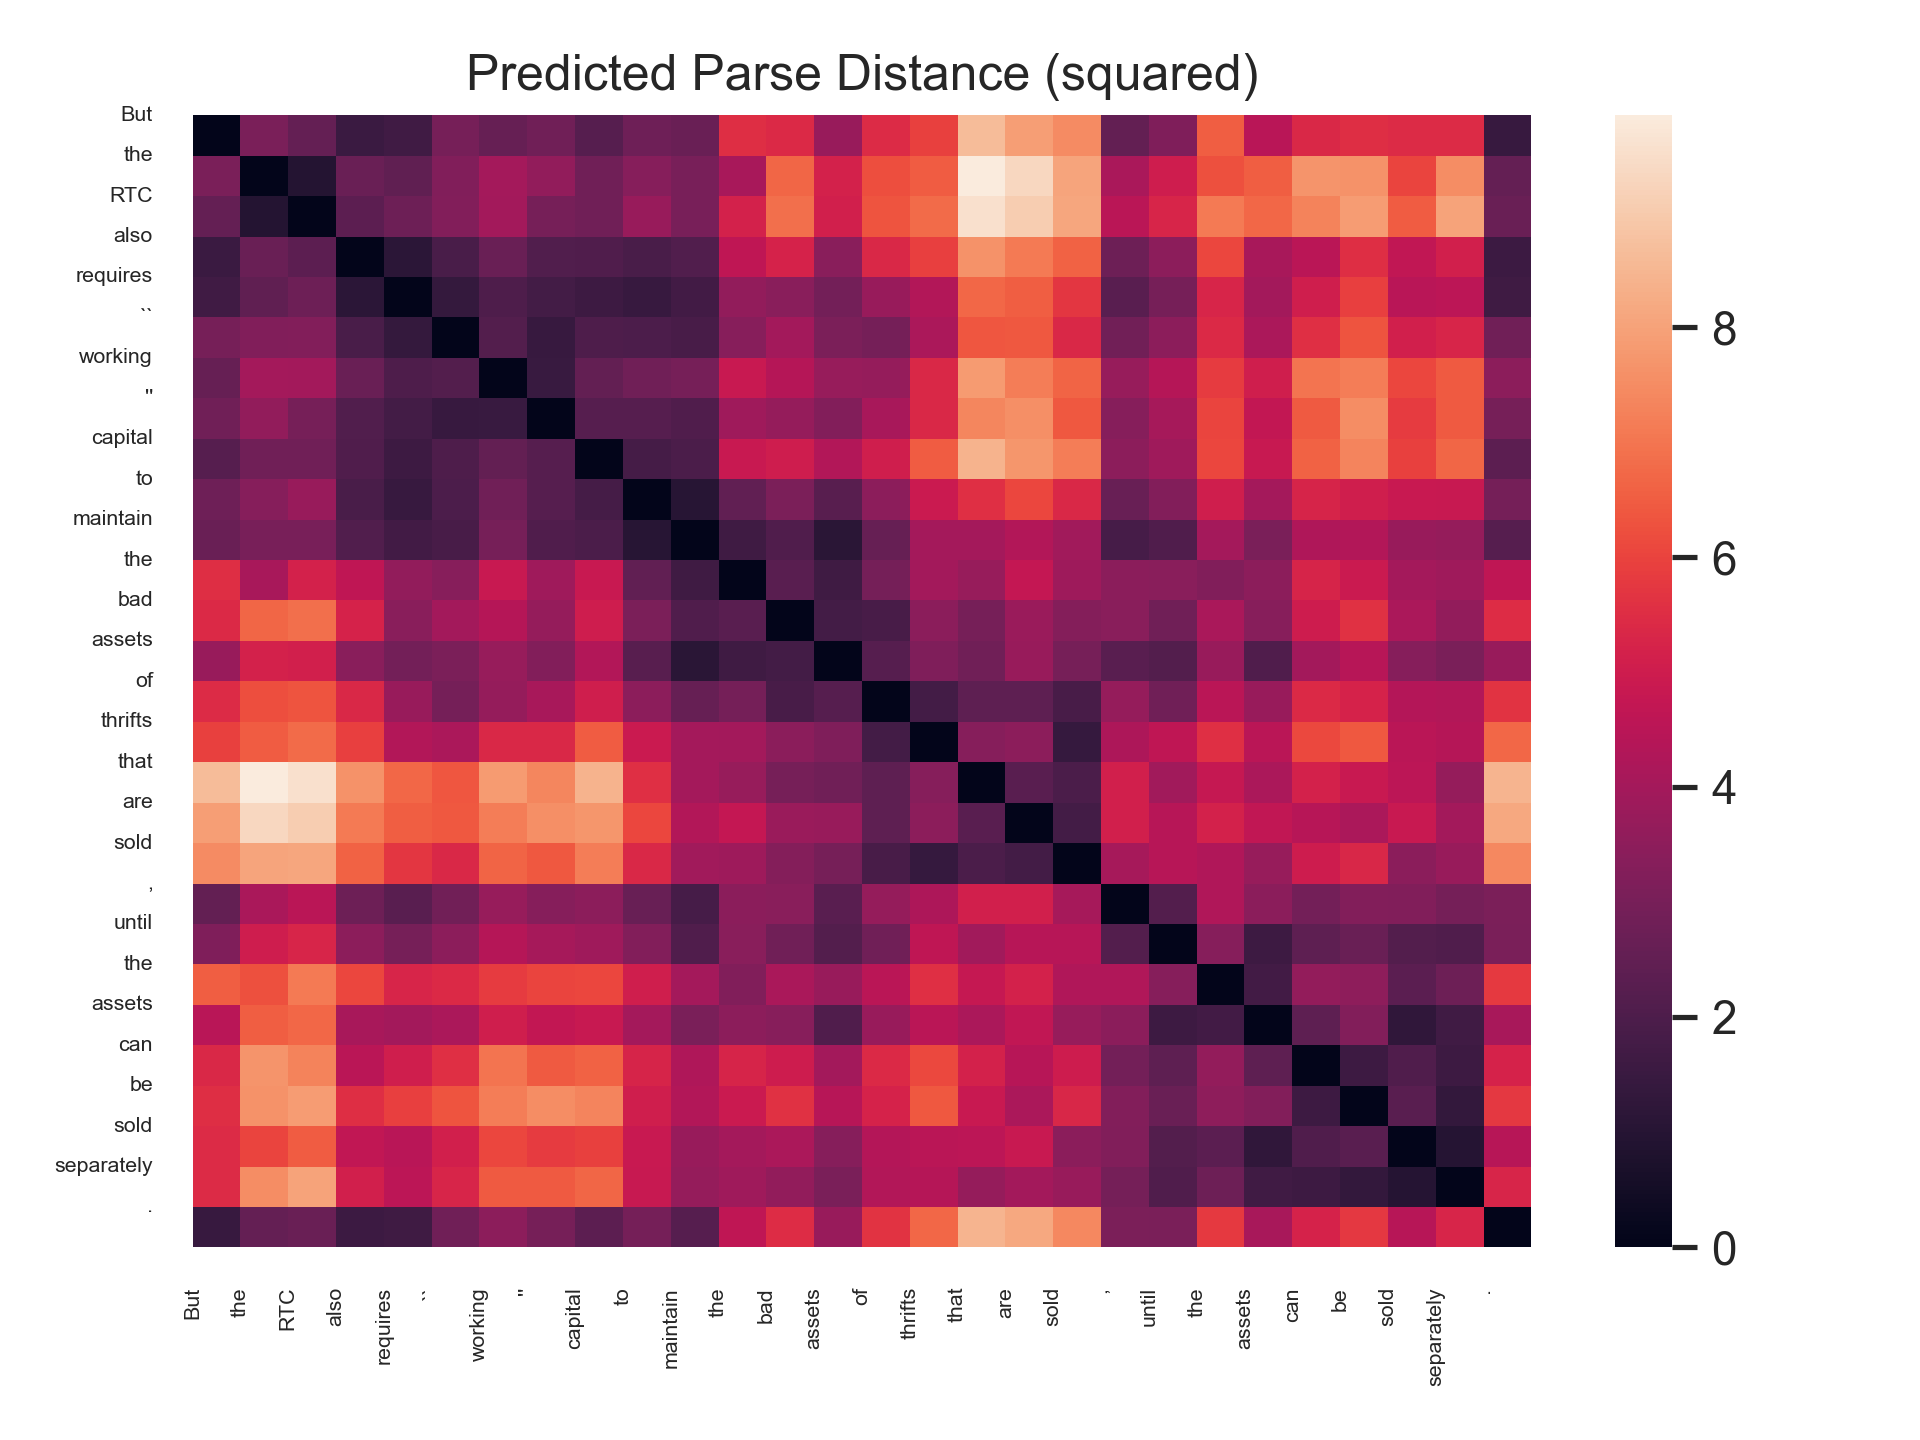 Predicted Parse Distance (squared)
But
the
RTC
also
requires
``
working
''
capital
to
maintain
the
bad
assets
of
thrifts
that
are
sold
,
until
the
assets
can
be
sold
separately
.
8
6
4
2
0
But
the
RTC
also
requires
``
working
''
capital
to
maintain
the
bad
assets
of
thrifts
that
are
sold
,
until
the
assets
can
be
sold
separately
.